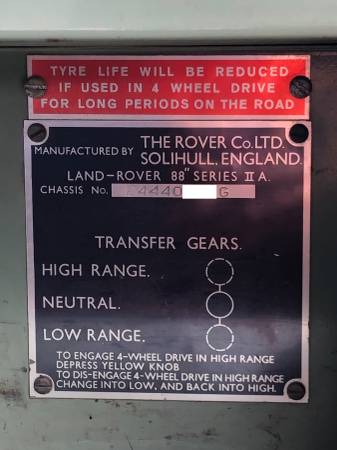 TYRE LIFE WILL BE REDUCED
IF USED IN 4 WHEEL DRIVE
FOR LONG PERIODS ON THE ROAD
MANUFACTURED BY THE ROVER Co. LTD.
SOLIHULL, ENGLAND.
LAND-ROVER 88" SERIES II A.
CHASSIS No. 4440 G
TRANSFER GEARS.
HIGH RANGE.
NEUTRAL.
LOW RANGE.
TO ENGAGE 4-WHEEL DRIVE IN HIGH RANGE
DEPRESS YELLOW KNOB
TO DIS-ENGAGE 4-WHEEL DRIVE IN HIGH RANGE
CHANGE INTO LOW, AND BACK INTO HIGH.